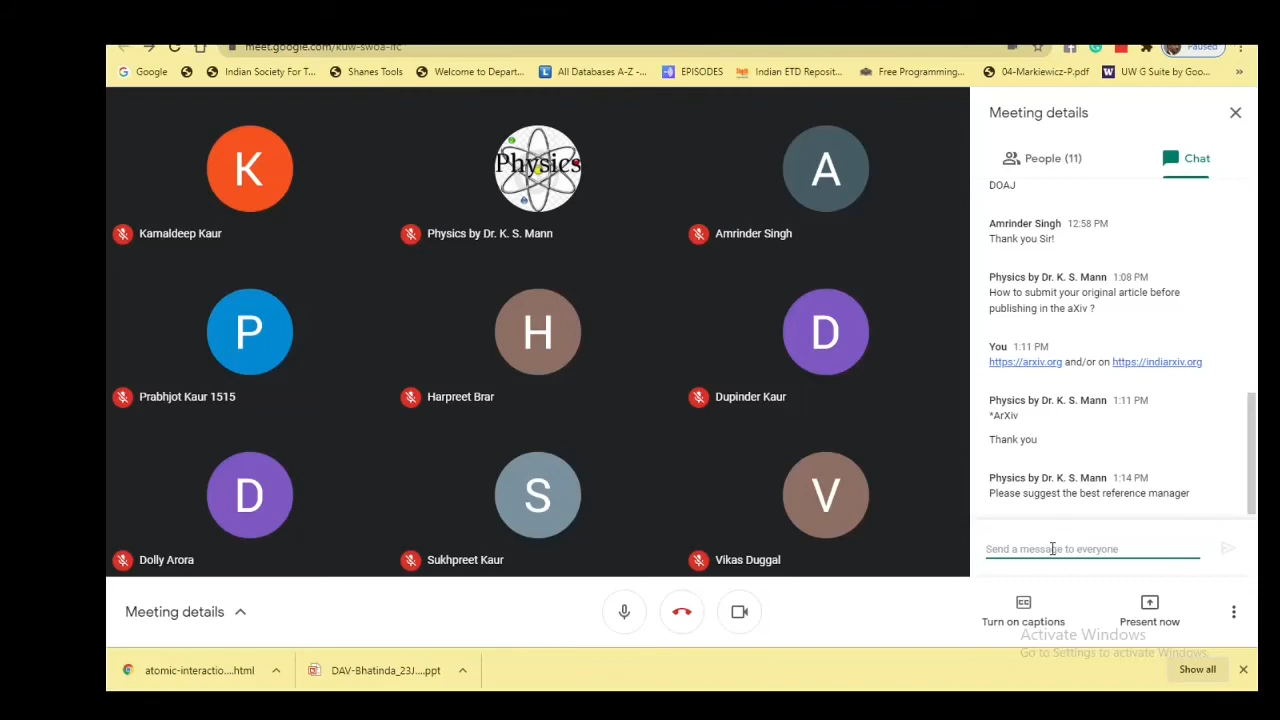 meet.google.com/kuw-swoa-ifc
Paused
Google
Indian Society For T...
Shanes Tools
Welcome to Depart...
All Databases A-Z -...
EPISODES
Indian ETD Reposit...
Free Programming...
04-Markiewicz-P.pdf
UW G Suite by Goo...
»
K
Kamaldeep Kaur
Physics
Physics by Dr. K. S. Mann
A
Amrinder Singh
P
Prabhjot Kaur 1515
H
Harpreet Brar
D
Dupinder Kaur
D
Dolly Arora
S
Sukhpreet Kaur
V
Vikas Duggal
Meeting details
People (11)
Chat
DOAJ
Amrinder Singh 12:58 PM
Thank you Sir!
Physics by Dr. K. S. Mann 1:08 PM
How to submit your original article before
publishing in the aXiv ?
You 1:11 PM
https://arxiv.org and/or on https://indiarxiv.org
Physics by Dr. K. S. Mann 1:11 PM
*ArXiv
Thank you
Physics by Dr. K. S. Mann 1:14 PM
Please suggest the best reference manager
Send a message to everyone
Meeting details
CC
Turn on captions
Present now
Activate Windows
Go to Settings to activate Windows.
atomic-interactio....html
DAV-Bhatinda_23J....ppt
Show all